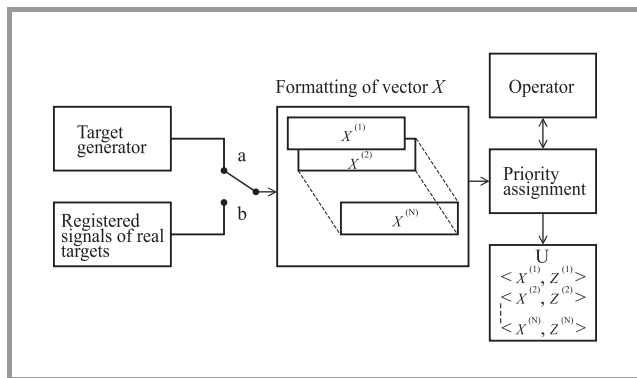 Formatting of vector X
Operator
Target
generator
a
X(1)
X(2)
X(N)
Priority
assignment
b
Registered
signals of real
targets
U
< X(1), Z(1)>
< X(2), Z(2)>
< X(N), Z(N)>